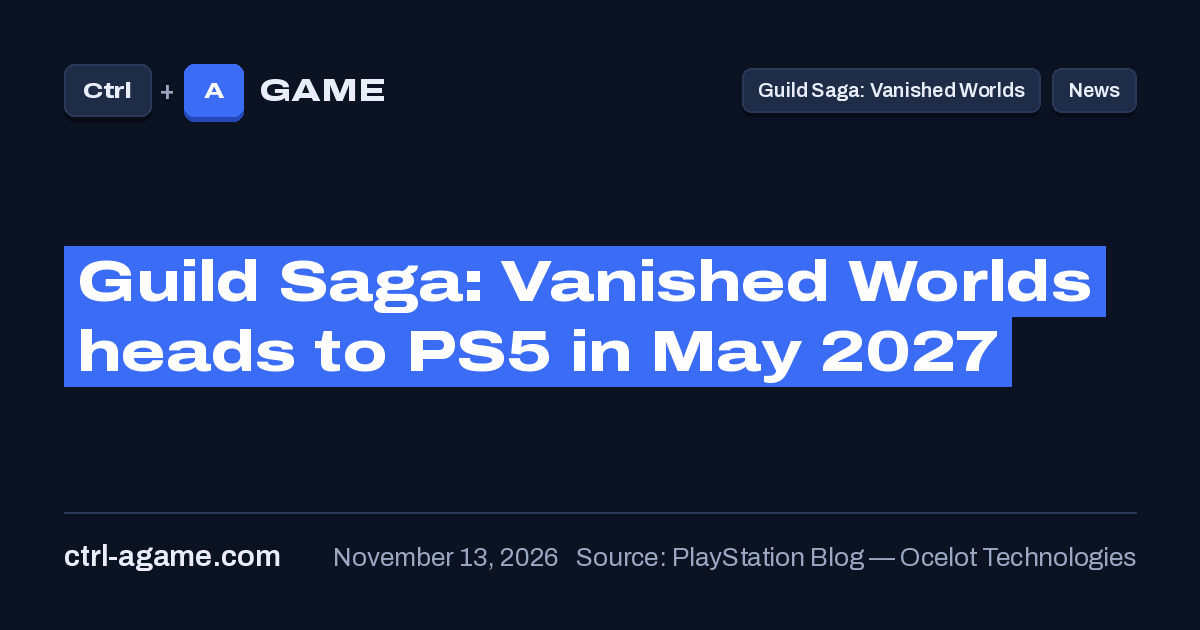 Ctrl + A GAME
Guild Saga: Vanished Worlds News
Guild Saga: Vanished Worlds
heads to PS5 in May 2027
ctrl-agame.com November 13, 2026 Source: PlayStation Blog — Ocelot Technologies